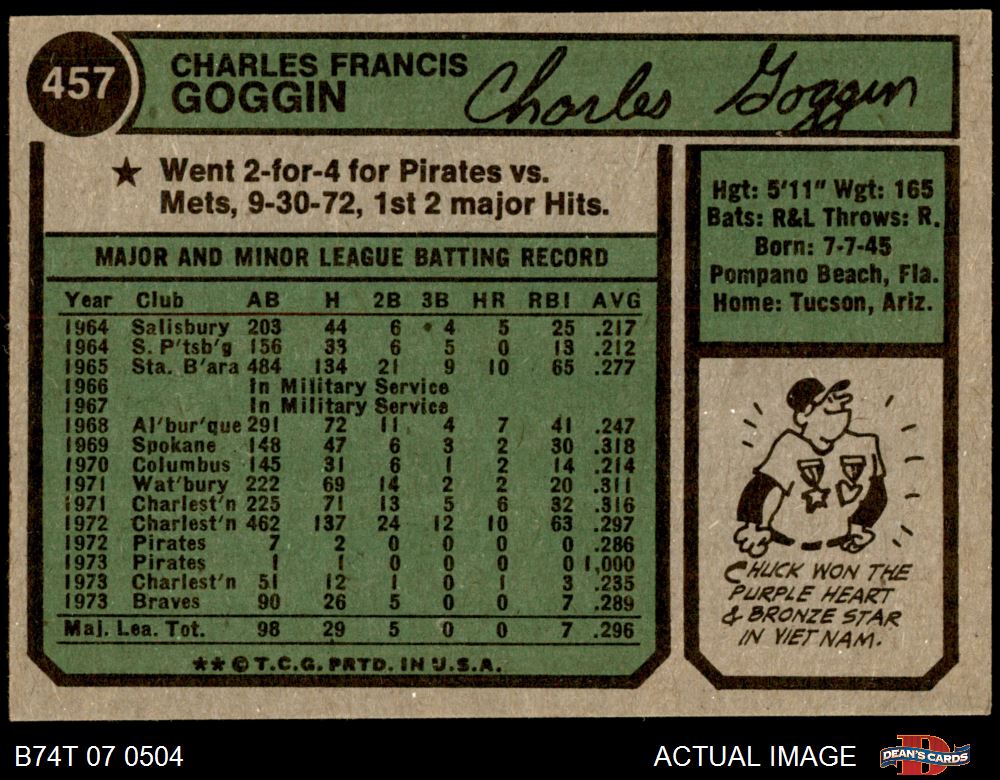 457
CHARLES FRANCIS
GOGGIN
Charles Goggin
★ Went 2-for-4 for Pirates vs.
Mets, 9-30-72, 1st 2 major Hits.
MAJOR AND MINOR LEAGUE BATTING RECORD
Year Club AB H 2B 3B HR RBI AVG
1964 Salisbury 203 44 6 4 5 25 .217
1964 S. P'tsb'g 156 33 6 5 0 13 .212
1965 Sta. B'ara 484 134 21 9 10 65 .277
1966 In Military Service
1967 In Military Service
1968 Al'bur'que 291 72 11 4 7 41 .247
1969 Spokane 148 47 6 3 2 30 .318
1970 Columbus 145 31 6 1 2 14 .214
1971 Wat'bury 222 69 14 2 2 20 .311
1971 Charlest'n 225 71 13 5 6 32 .316
1972 Charlest'n 462 137 24 12 10 63 .297
1972 Pirates 7 2 0 0 0 0 .286
1973 Pirates 1 1 0 0 0 0 1,000
1973 Charlest'n 51 12 1 0 1 3 .235
1973 Braves 90 26 5 0 0 7 .289
Maj. Lea. Tot. 98 29 5 0 0 7 .296
★★ © T.C.G. PRTD. IN U.S.A.
Hgt: 5'11" Wgt: 165
Bats: R&L Throws: R.
Born: 7-7-45
Pompano Beach, Fla.
Home: Tucson, Ariz.
CHUCK WON THE
PURPLE HEART
& BRONZE STAR
IN VIET NAM.
B74T 07 0504
ACTUAL IMAGE
D
DEAN'S CARDS